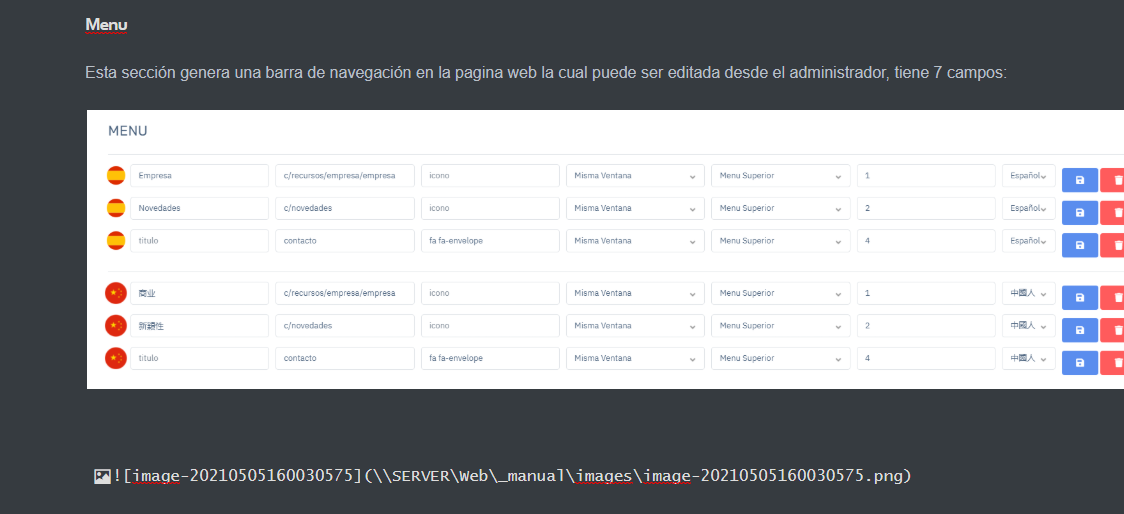 Menu
Esta sección genera una barra de navegación en la pagina web la cual puede ser editada desde el administrador, tiene 7 campos:
MENU
Empresa c/recursos/empresa/empresa icono Misma Ventana Menu Superior 1 Español
Novedades c/novedades icono Misma Ventana Menu Superior 2 Español
titulo contacto fa fa-envelope Misma Ventana Menu Superior 4 Español
商业 c/recursos/empresa/empresa icono Misma Ventana Menu Superior 1 中國人
新穎性 c/novedades icono Misma Ventana Menu Superior 2 中國人
titulo contacto fa fa-envelope Misma Ventana Menu Superior 4 中國人
![image-20210505160030575](\\SERVER\Web\_manual\images\image-20210505160030575.png)